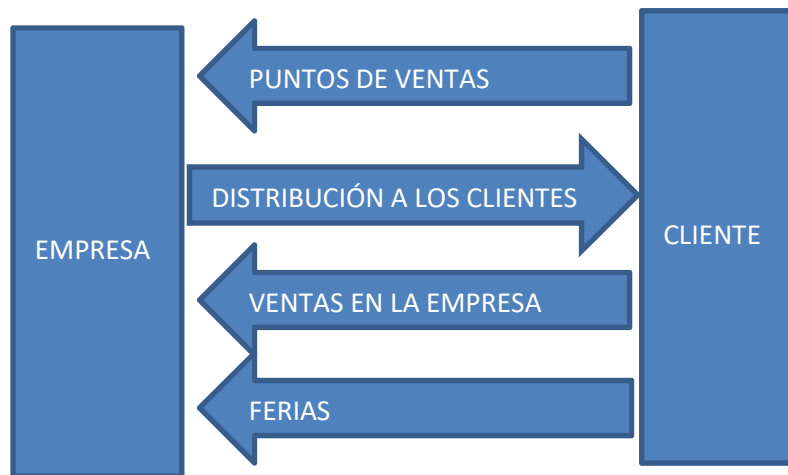 PUNTOS DE VENTAS
DISTRIBUCIÓN A LOS CLIENTES
EMPRESA
CLIENTE
VENTAS EN LA EMPRESA
FERIAS